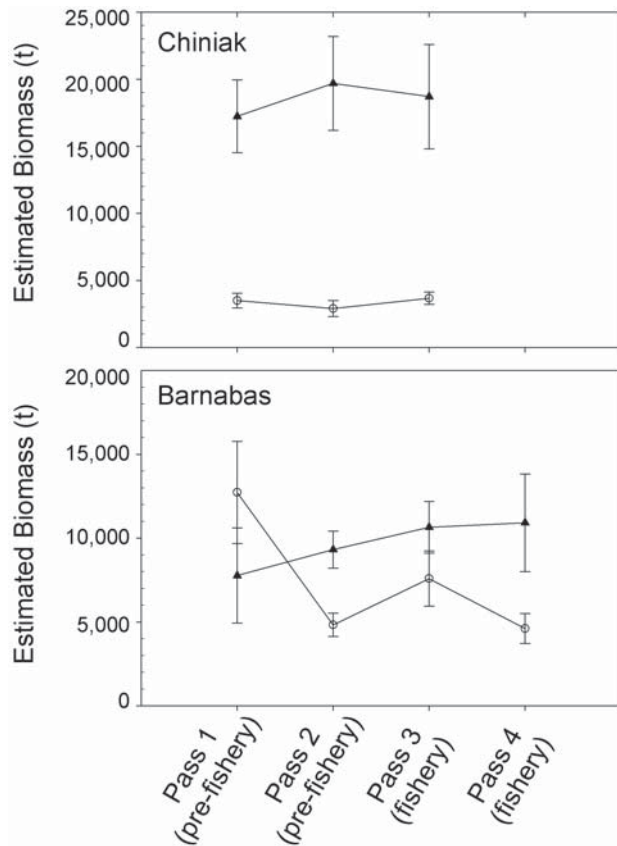 Chiniak
Estimated Biomass (t)
25,000
20,000
15,000
10,000
5,000
0
Barnabas
Estimated Biomass (t)
20,000
15,000
10,000
5,000
0
Pass 1
(pre-fishery)
Pass 2
(pre-fishery)
Pass 3
(fishery)
Pass 4
(fishery)